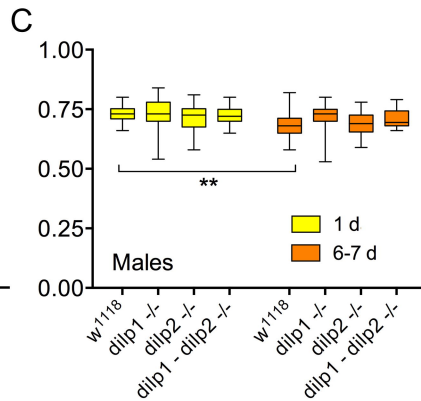 C
1.00
0.75
0.50
0.25
0.00
**
1 d
6-7 d
Males
w1118
dilp1 -/-
dilp2 -/-
dilp1 - dilp2 -/-
w1118
dilp1 -/-
dilp2 -/-
dilp1 - dilp2 -/-